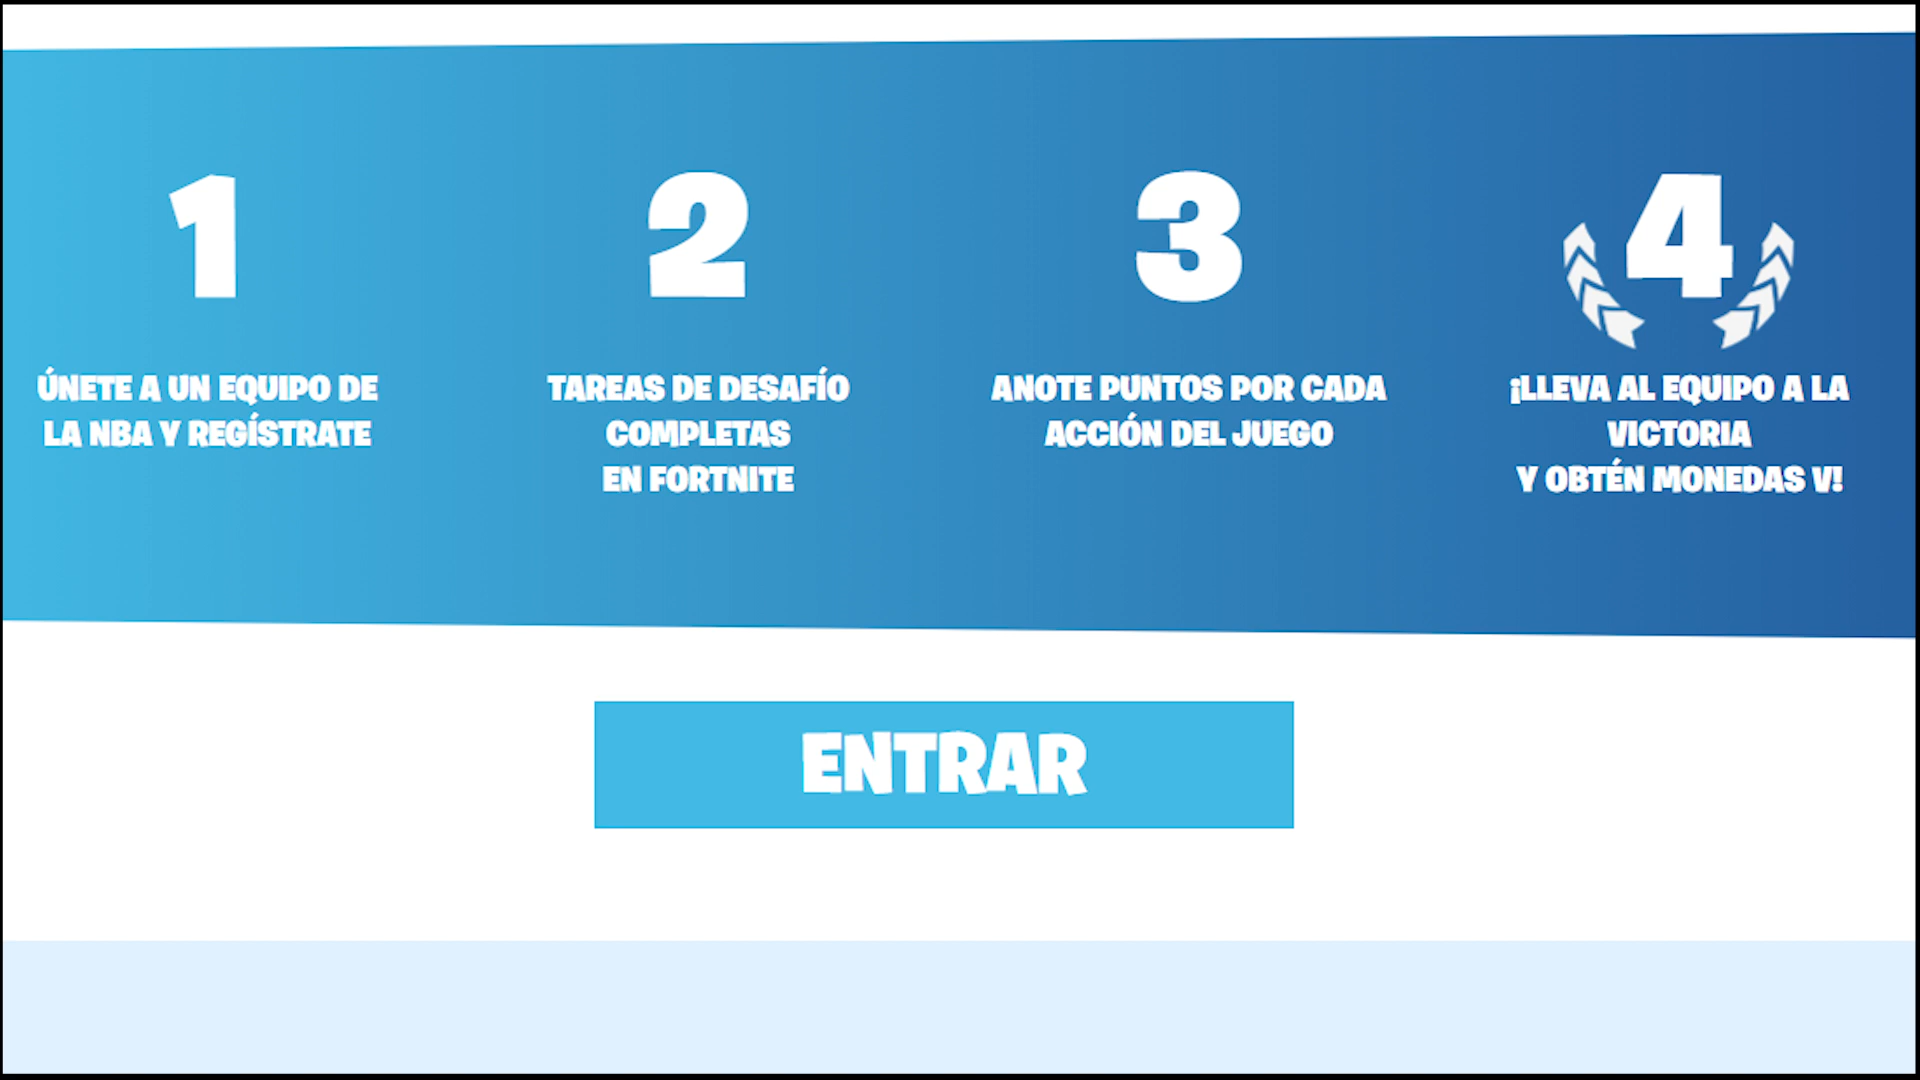 1
ÚNETE A UN EQUIPO DE
LA NBA Y REGÍSTRATE
2
TAREAS DE DESAFÍO
COMPLETAS
EN FORTNITE
3
ANOTE PUNTOS POR CADA
ACCIÓN DEL JUEGO
4
¡LLEVA AL EQUIPO A LA
VICTORIA
Y OBTÉN MONEDAS V!
ENTRAR